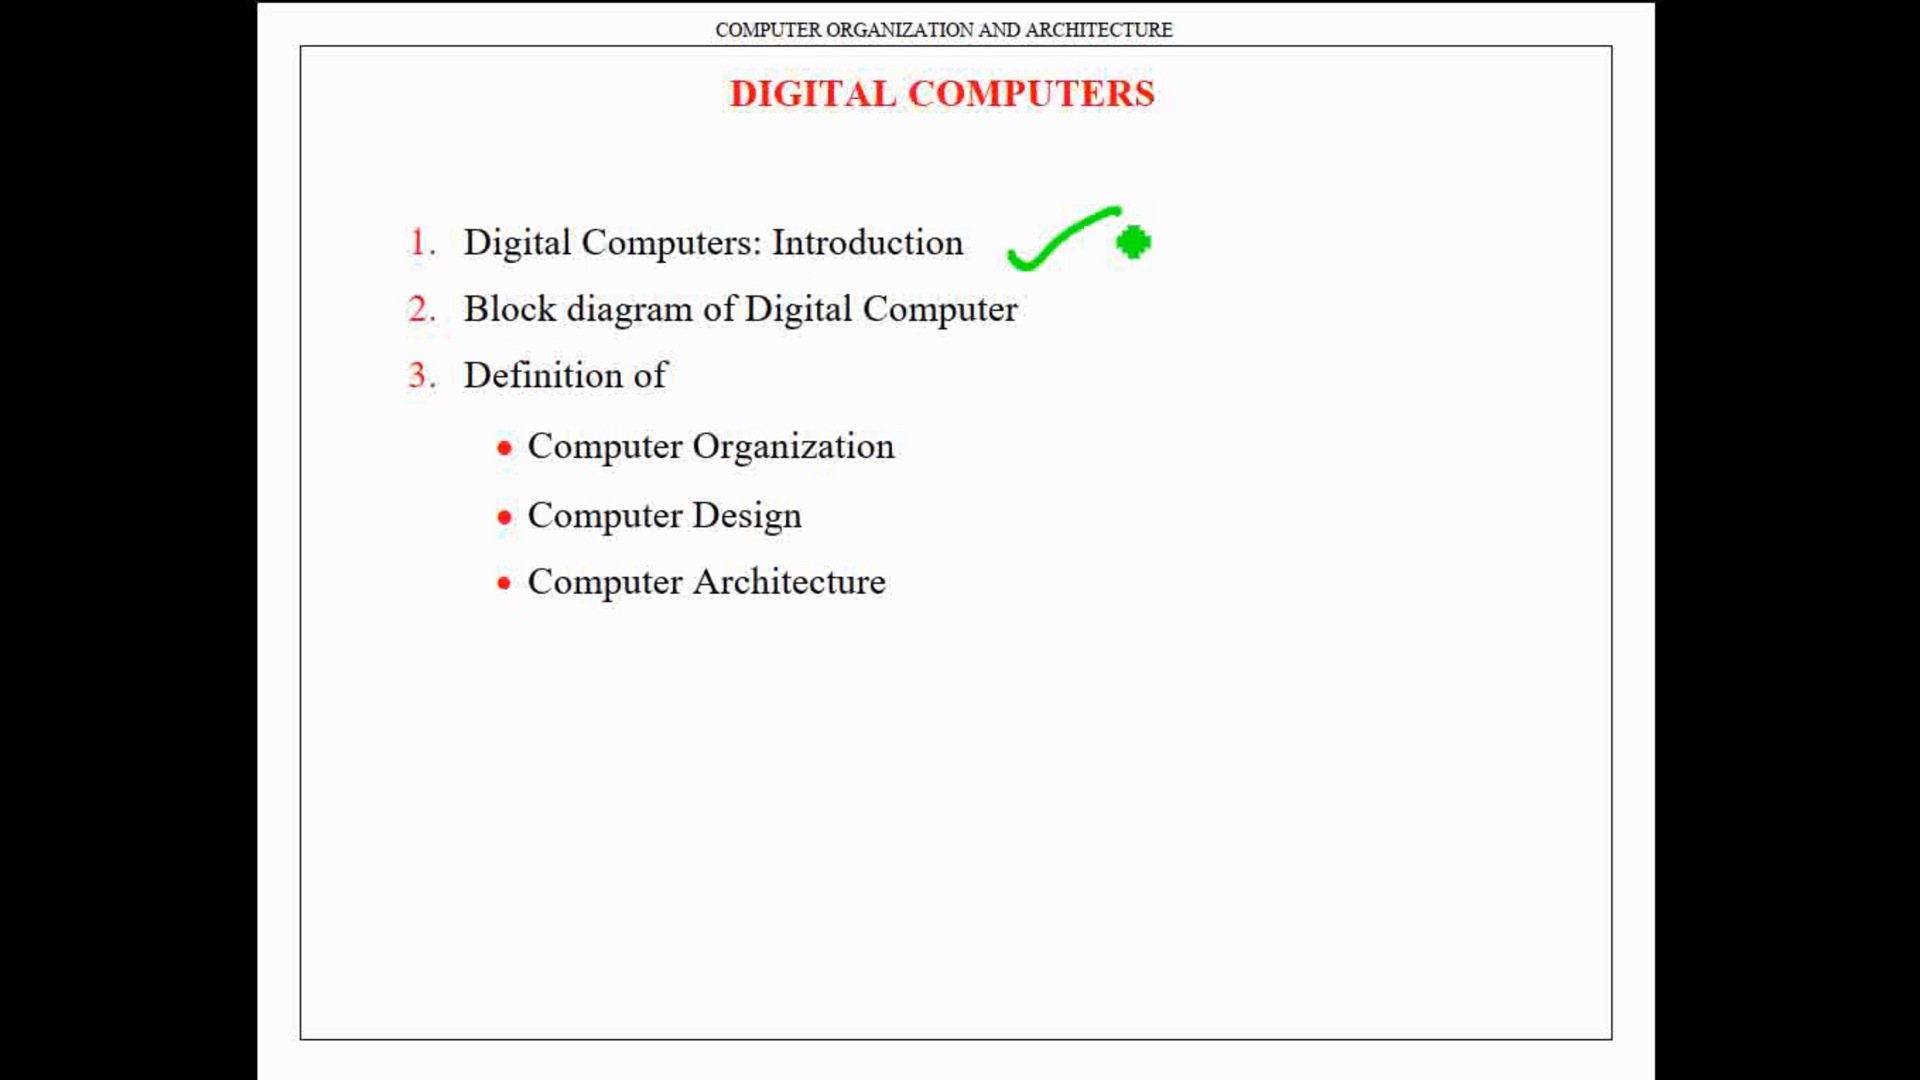 COMPUTER ORGANIZATION AND ARCHITECTURE
DIGITAL COMPUTERS
1. Digital Computers: Introduction
2. Block diagram of Digital Computer
3. Definition of
• Computer Organization
• Computer Design
• Computer Architecture